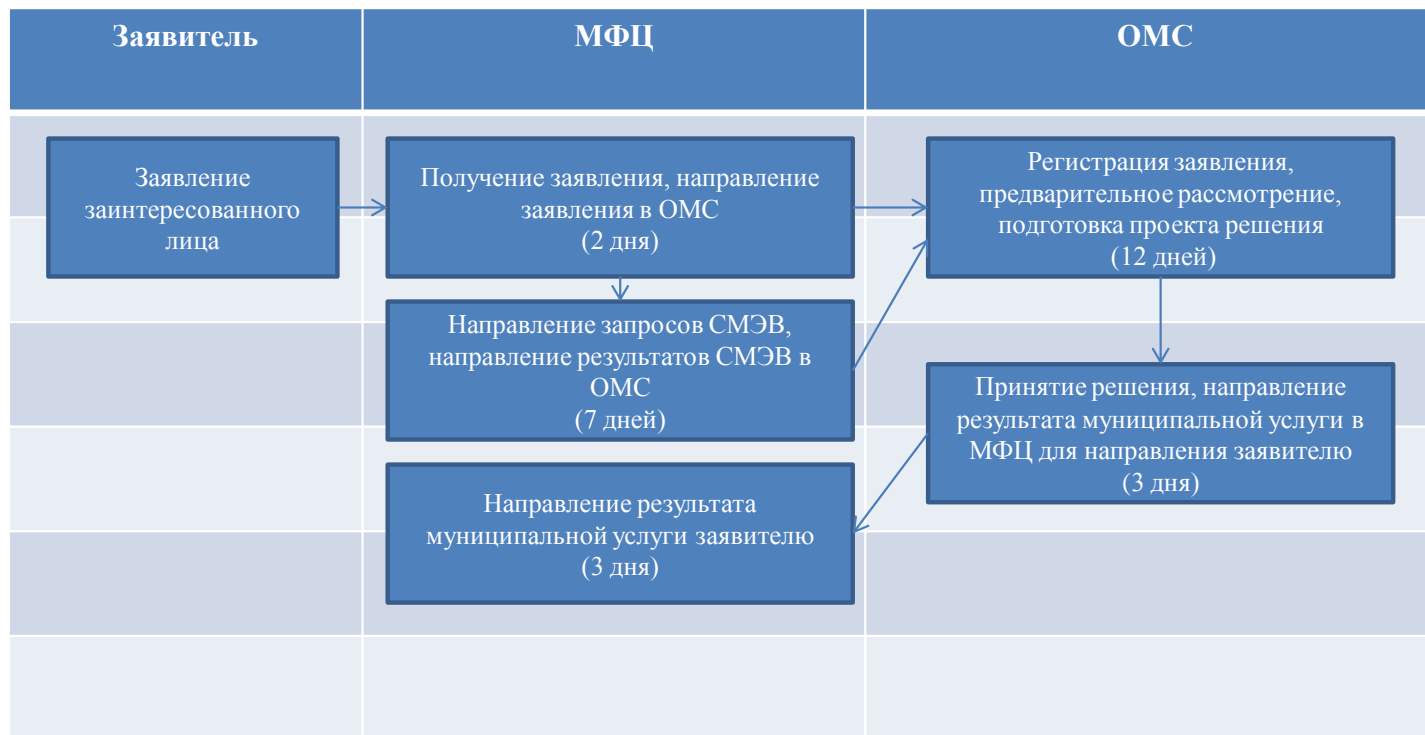 Заявитель
МФЦ
ОМС
Заявление
заинтересованного
лица
Получение заявления, направление
заявления в ОМС
(2 дня)
Регистрация заявления,
предварительное рассмотрение,
подготовка проекта решения
(12 дней)
Направление запросов СМЭВ,
направление результатов СМЭВ в
ОМС
(7 дней)
Принятие решения, направление
результата муниципальной услуги в
МФЦ для направления заявителю
(3 дня)
Направление результата
муниципальной услуги заявителю
(3 дня)